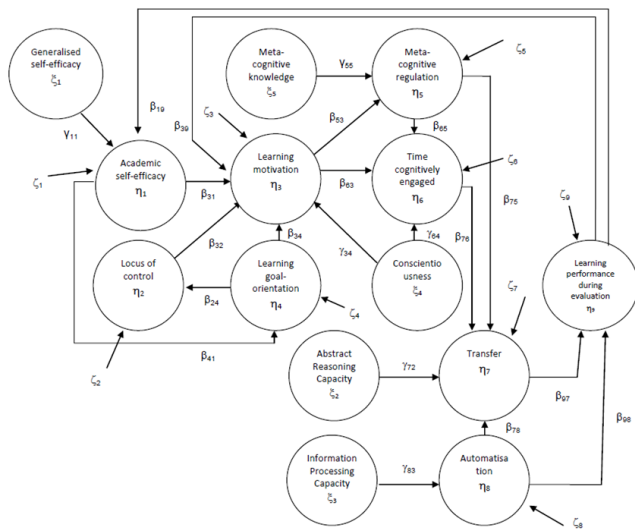 Generalised
self-efficacy
ξ₁
Meta-
cognitive
knowledge
ξ₅
γ₅₅
Meta-
cognitive
regulation
η₅
ζ₅
β₁₉
β₃₉
ζ₃
β₅₃
β₆₅
γ₁₁
ζ₁
Academic
self-efficacy
η₁
β₃₁
Learning
motivation
η₃
β₆₃
Time
cognitively
engaged
η₆
ζ₆
β₇₅
β₃₂
β₃₄
γ₃₄
γ₆₄
β₇₆
ζ₉
Locus of
control
η₂
β₂₄
Learning
goal-
orientation
η₄
ζ₄
Conscientio
usness
ξ₄
ζ₇
Learning
performance
during
evaluation
η₉
ζ₂
β₄₁
Abstract
Reasoning
Capacity
ξ₂
γ₇₂
Transfer
η₇
β₉₇
β₉₈
β₇₈
Information
Processing
Capacity
ξ₃
γ₈₃
Automatisa
tion
η₈
ζ₈